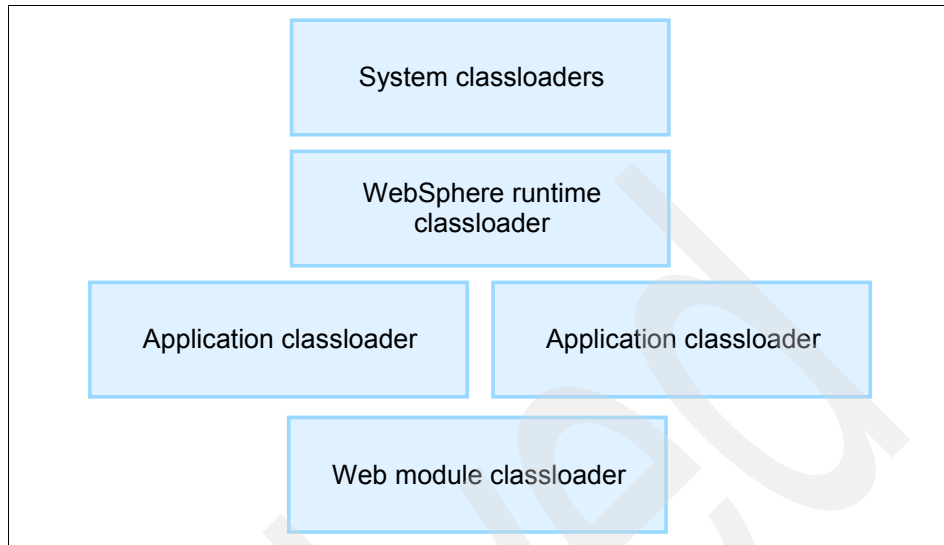 System classloaders
WebSphere runtime
classloader
Application classloader
Application classloader
Web module classloader